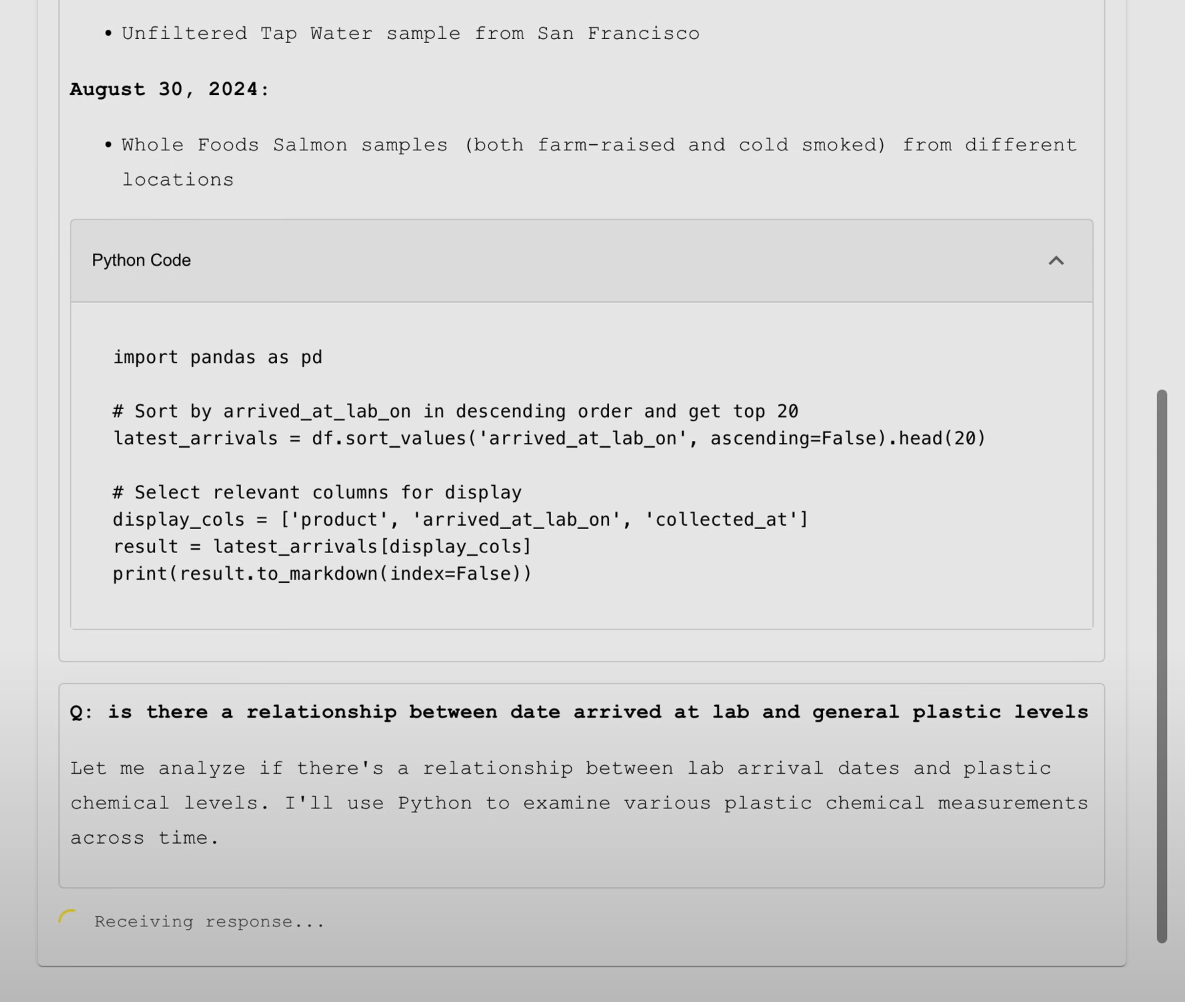 • Unfiltered Tap Water sample from San Francisco
August 30, 2024:
• Whole Foods Salmon samples (both farm-raised and cold smoked) from different
locations
Python Code
import pandas as pd
# Sort by arrived_at_lab_on in descending order and get top 20
latest_arrivals = df.sort_values('arrived_at_lab_on', ascending=False).head(20)
# Select relevant columns for display
display_cols = ['product', 'arrived_at_lab_on', 'collected_at']
result = latest_arrivals[display_cols]
print(result.to_markdown(index=False))
Q: is there a relationship between date arrived at lab and general plastic levels
Let me analyze if there's a relationship between lab arrival dates and plastic
chemical levels. I'll use Python to examine various plastic chemical measurements
across time.
Receiving response...